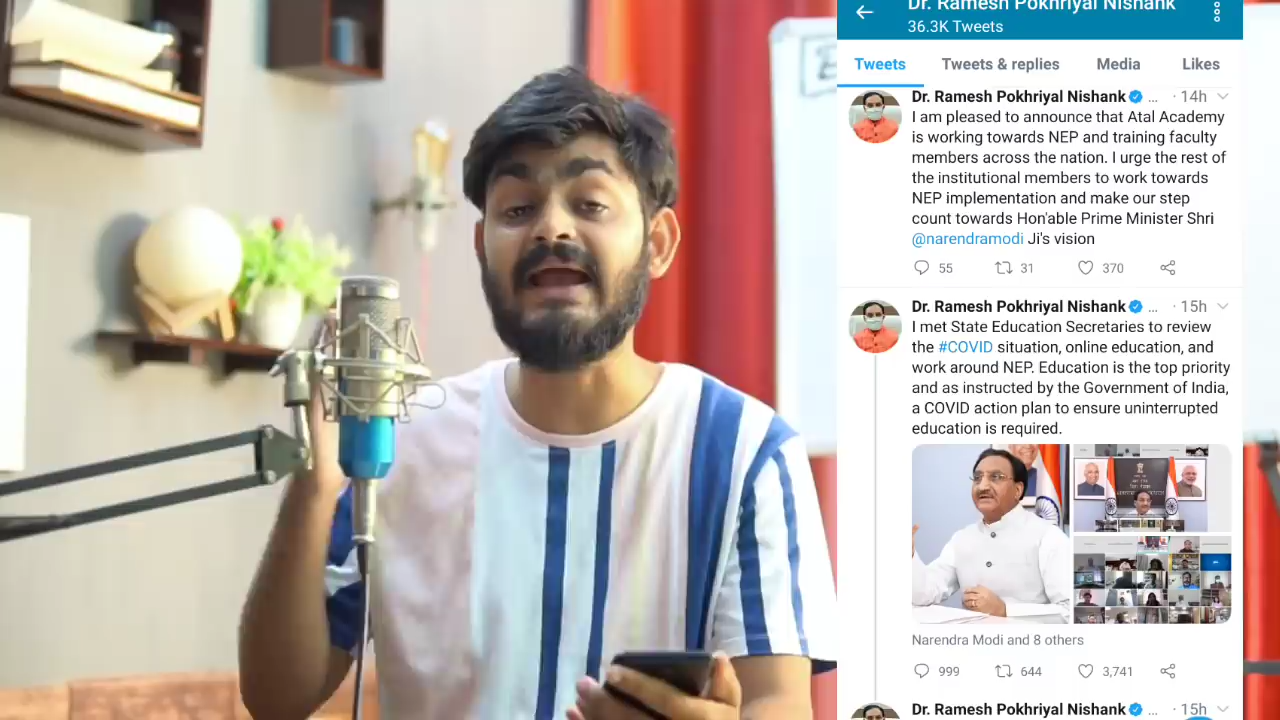 Dr. Ramesh Pokhriyal Nishank
36.3K Tweets
Tweets Tweets & replies Media Likes
Dr. Ramesh Pokhriyal Nishank ... · 14h
I am pleased to announce that Atal Academy
is working towards NEP and training faculty
members across the nation. I urge the rest of
the institutional members to work towards
NEP implementation and make our step
count towards Hon'able Prime Minister Shri
@narendramodi Ji's vision
55 31 370
Dr. Ramesh Pokhriyal Nishank ... · 15h
I met State Education Secretaries to review
the #COVID situation, online education, and
work around NEP. Education is the top priority
and as instructed by the Government of India,
a COVID action plan to ensure uninterrupted
education is required.
Narendra Modi and 8 others
999 644 3,741
Dr. Ramesh Pokhriyal Nishank ... · 15h